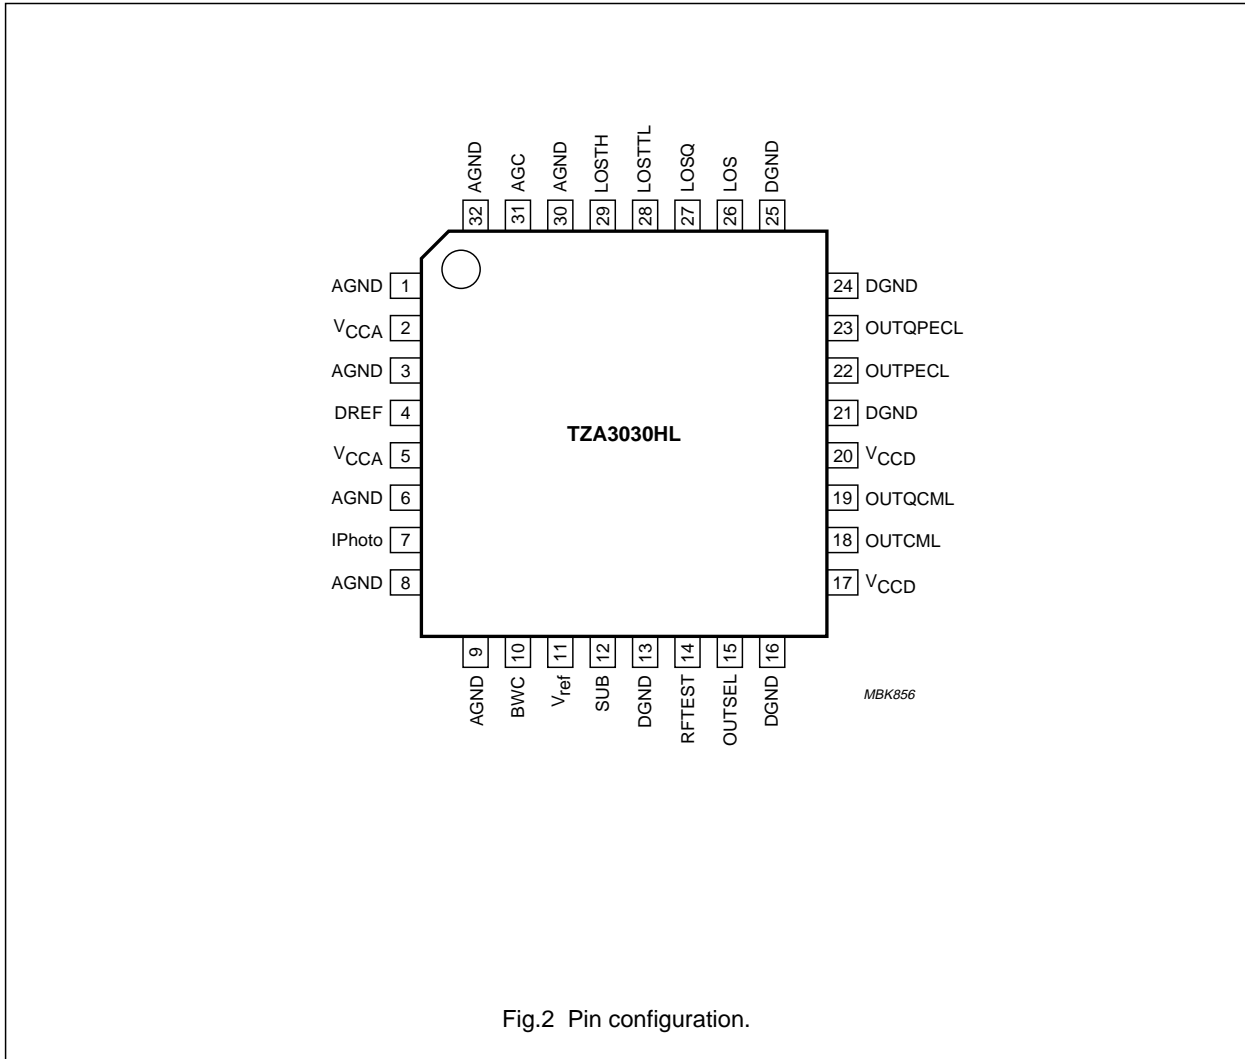 32 AGND
31 AGC
30 AGND
29 LOSTH
28 LOSTTL
27 LOSQ
26 LOS
25 DGND
AGND 1
VCCA 2
AGND 3
DREF 4
VCCA 5
AGND 6
IPhoto 7
AGND 8
TZA3030HL
24 DGND
23 OUTQPECL
22 OUTPECL
21 DGND
20 VCCD
19 OUTQCML
18 OUTCML
17 VCCD
AGND 9
BWC 10
Vref 11
SUB 12
DGND 13
RFTEST 14
OUTSEL 15
DGND 16
MBK856
Fig.2 Pin configuration.